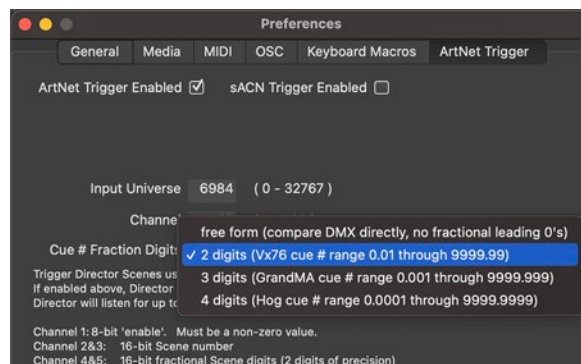 Preferences
General Media MIDI OSC Keyboard Macros ArtNet Trigger
ArtNet Trigger Enabled sACN Trigger Enabled
Input Universe 6984 ( 0 - 32767 )
Channel
free form (compare DMX directly, no fractional leading 0's)
Cue # Fraction Digits
✓ 2 digits (Vx76 cue # range 0.01 through 9999.99)
3 digits (GrandMA cue # range 0.001 through 9999.999)
4 digits (Hog cue # range 0.0001 through 9999.9999)
Trigger Director Scenes us
If enabled above, Director
Director will listen for up to
Channel 1: 8-bit 'enable'. Must be a non-zero value.
Channel 2&3: 16-bit Scene number
Channel 4&5: 16-bit fractional Scene digits (2 digits of precision)